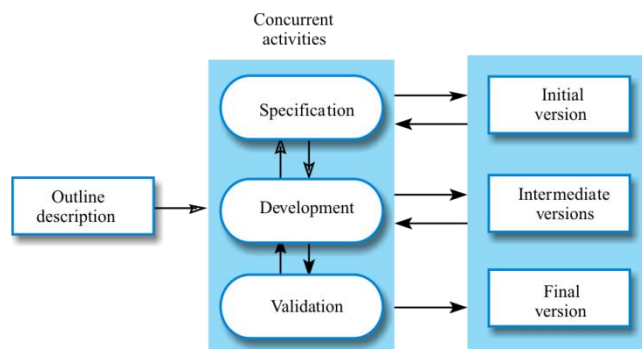 Concurrent
activities
Specification
Initial
version
Outline
description
Development
Intermediate
versions
Validation
Final
version